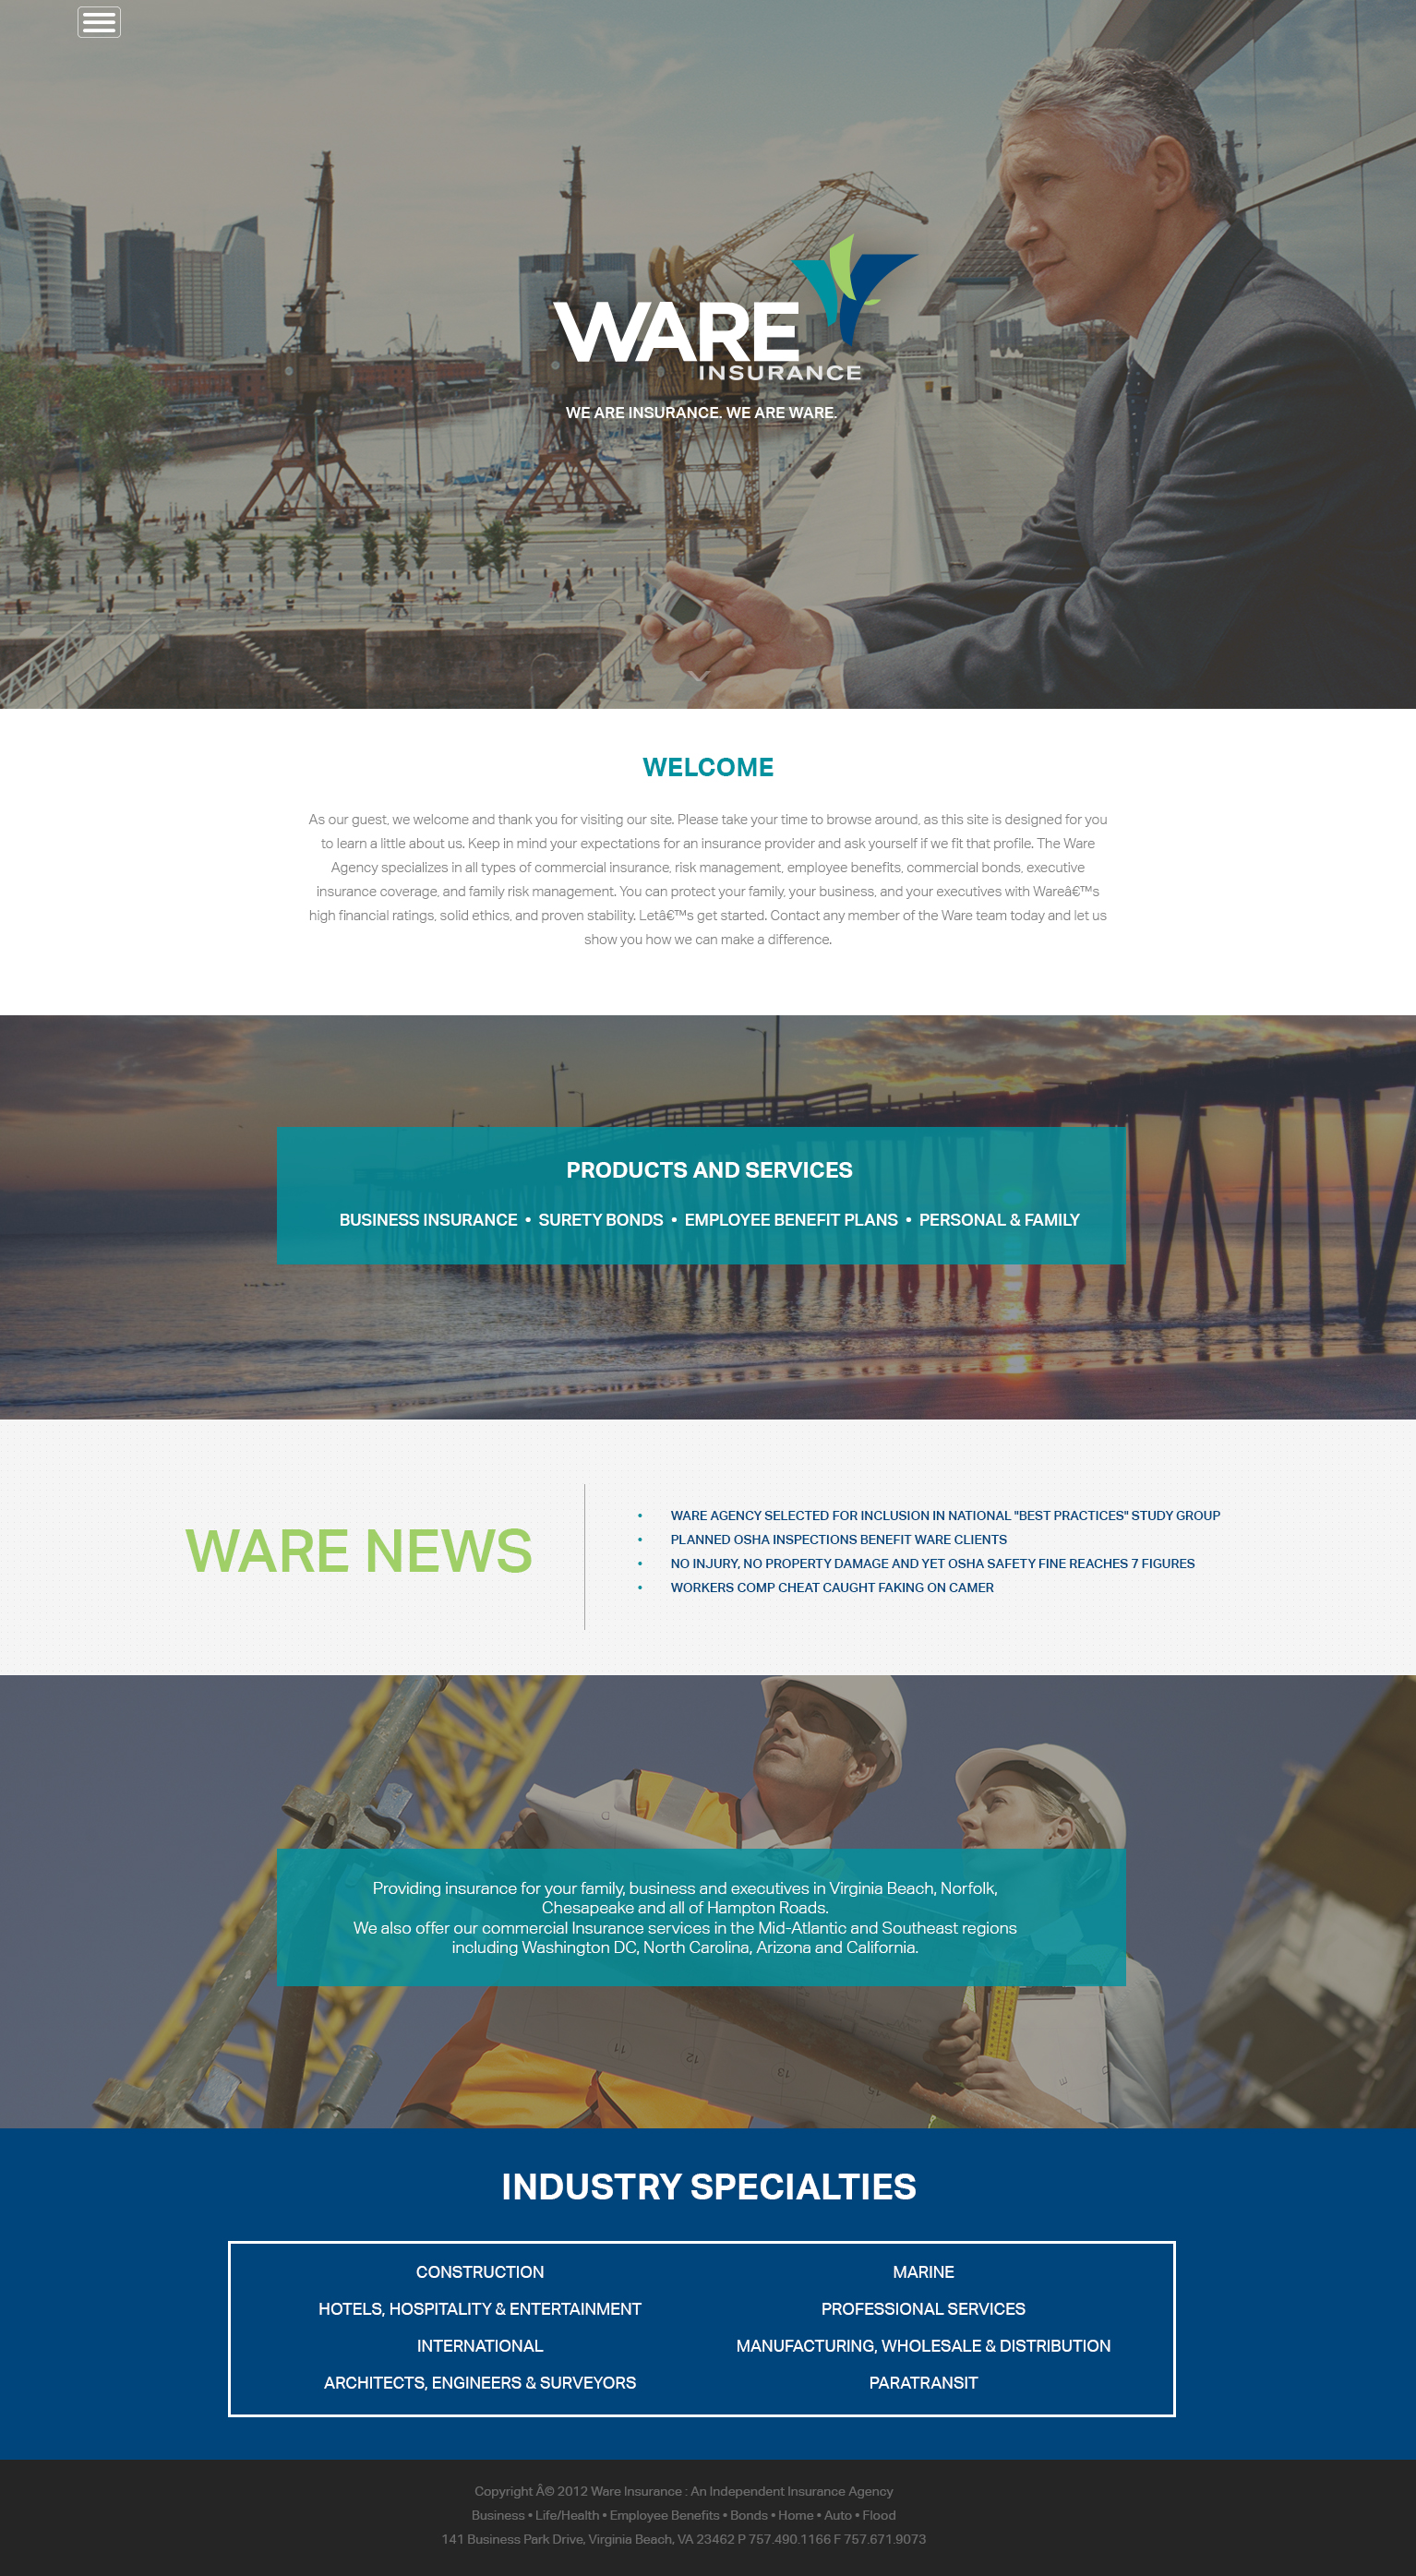 WARE
INSURANCE
WE ARE INSURANCE. WE ARE WARE.
WELCOME
As our guest, we welcome and thank you for visiting our site. Please take your time to browse around, as this site is designed for you
to learn a little about us. Keep in mind your expectations for an insurance provider and ask yourself if we fit that profile. The Ware
Agency specializes in all types of commercial insurance, risk management, employee benefits, commercial bonds, executive
insurance coverage, and family risk management. You can protect your family, your business, and your executives with Wareâ€™s
high financial ratings, solid ethics, and proven stability. Letâ€™s get started. Contact any member of the Ware team today and let us
show you how we can make a difference.
PRODUCTS AND SERVICES
BUSINESS INSURANCE • SURETY BONDS • EMPLOYEE BENEFIT PLANS • PERSONAL & FAMILY
WARE NEWS
• WARE AGENCY SELECTED FOR INCLUSION IN NATIONAL "BEST PRACTICES" STUDY GROUP
• PLANNED OSHA INSPECTIONS BENEFIT WARE CLIENTS
• NO INJURY, NO PROPERTY DAMAGE AND YET OSHA SAFETY FINE REACHES 7 FIGURES
• WORKERS COMP CHEAT CAUGHT FAKING ON CAMER
Providing insurance for your family, business and executives in Virginia Beach, Norfolk,
Chesapeake and all of Hampton Roads.
We also offer our commercial Insurance services in the Mid-Atlantic and Southeast regions
including Washington DC, North Carolina, Arizona and California.
11 12 13 15
INDUSTRY SPECIALTIES
CONSTRUCTION
MARINE
HOTELS, HOSPITALITY & ENTERTAINMENT
PROFESSIONAL SERVICES
INTERNATIONAL
MANUFACTURING, WHOLESALE & DISTRIBUTION
ARCHITECTS, ENGINEERS & SURVEYORS
PARATRANSIT
Copyright Â© 2012 Ware Insurance : An Independent Insurance Agency
Business • Life/Health • Employee Benefits • Bonds • Home • Auto • Flood
141 Business Park Drive, Virginia Beach, VA 23462 P 757.490.1166 F 757.671.9073